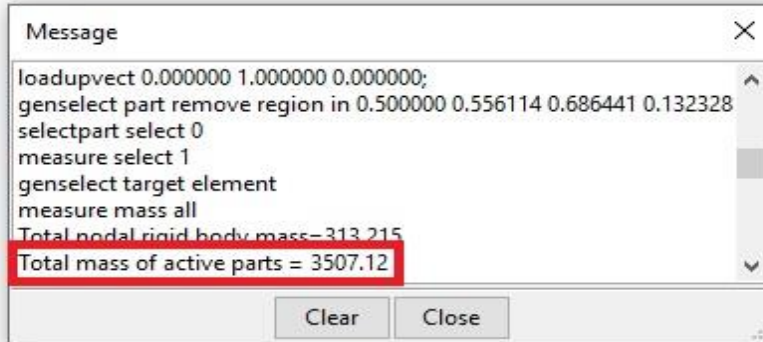 Message
loadupvect 0.000000 1.000000 0.000000;
genselect part remove region in 0.500000 0.556114 0.686441 0.132328
selectpart select 0
measure select 1
genselect target element
measure mass all
Total nodal rigid body mass=313.215
Total mass of active parts = 3507.12
Clear
Close